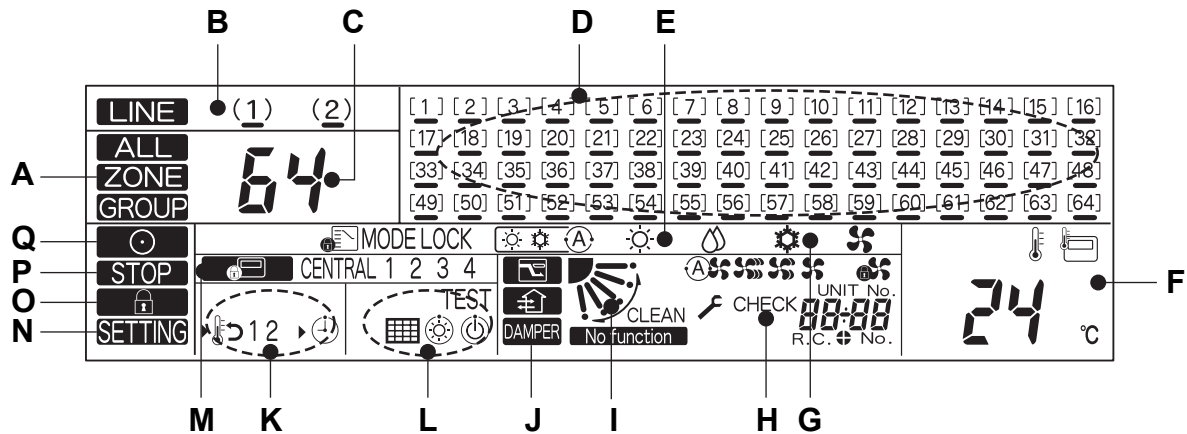 B C D E
LINE (1) (2) [1] [2] [3] [4] [5] [6] [7] [8] [9] [10] [11] [12] [13] [14] [15] [16]
ALL [17] [18] [19] [20] [21] [22] [23] [24] [25] [26] [27] [28] [29] [30] [31] [32]
A ZONE 64 [33] [34] [35] [36] [37] [38] [39] [40] [41] [42] [43] [44] [45] [46] [47] [48]
GROUP [49] [50] [51] [52] [53] [54] [55] [56] [57] [58] [59] [60] [61] [62] [63] [64]
Q MODE LOCK A
P STOP CENTRAL 1 2 3 4 A
F
O TEST UNIT No.
CLEAN CHECK 88:88 24 °C
N SETTING 12 DAMPER No function R.C. No.
M K L J I H G